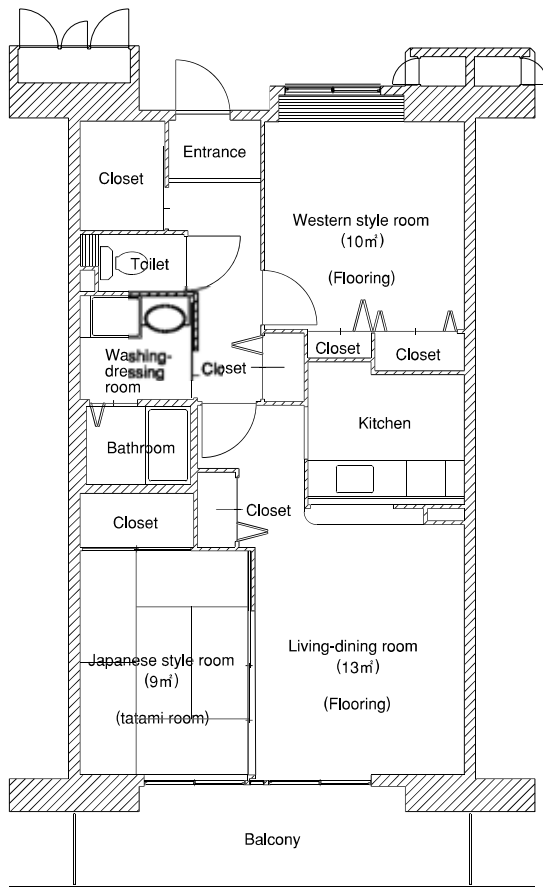 Entrance
Closet
Western style room
(10㎡)
(Flooring)
Toilet
Closet
Closet
Washing-
dressing
room
Closet
Kitchen
Bathroom
Closet
Closet
Japanese style room
(9㎡)
(tatami room)
Living-dining room
(13㎡)
(Flooring)
Balcony